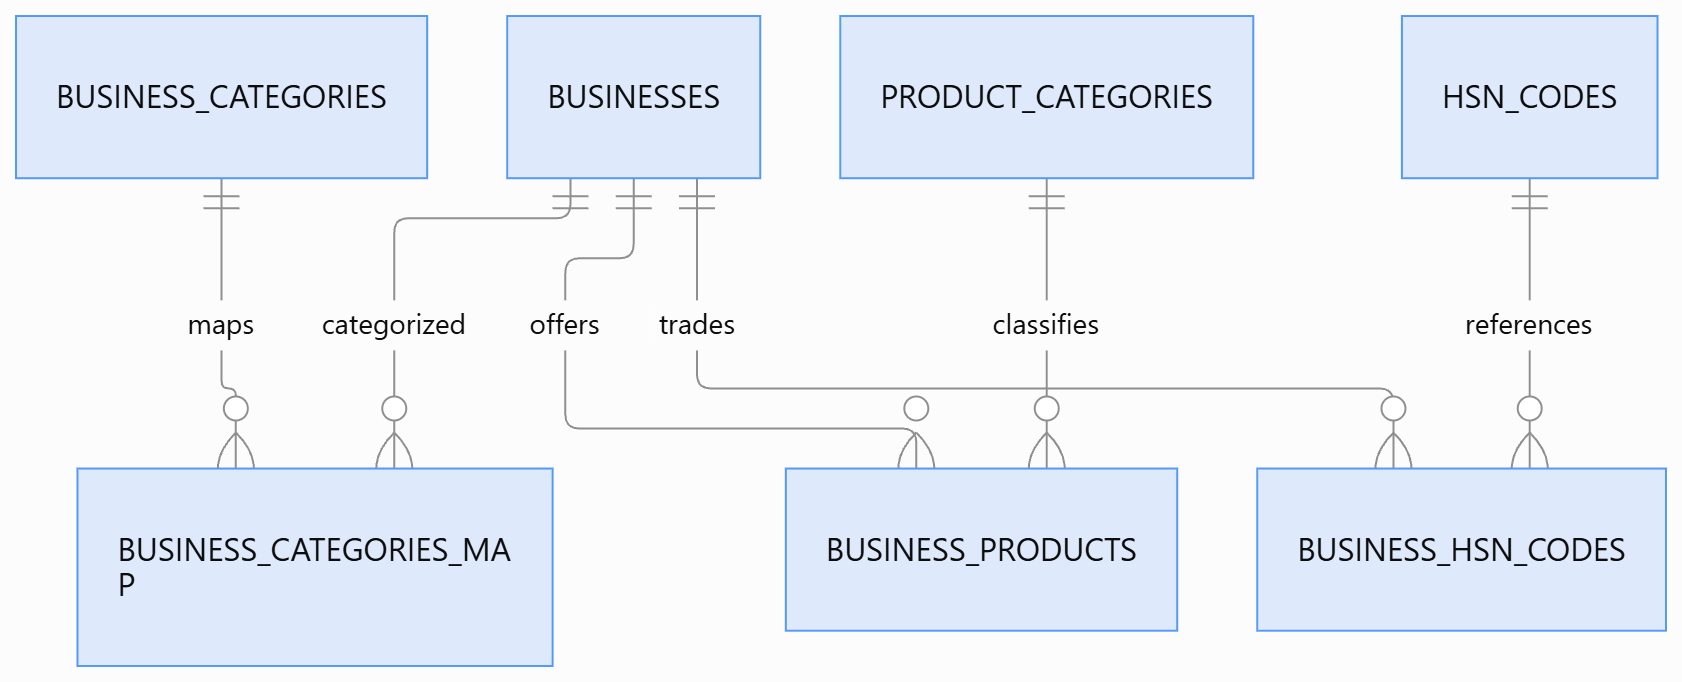 BUSINESS_CATEGORIES
BUSINESSES
PRODUCT_CATEGORIES
HSN_CODES
maps
categorized
offers
trades
classifies
references
BUSINESS_CATEGORIES_MA
P
BUSINESS_PRODUCTS
BUSINESS_HSN_CODES